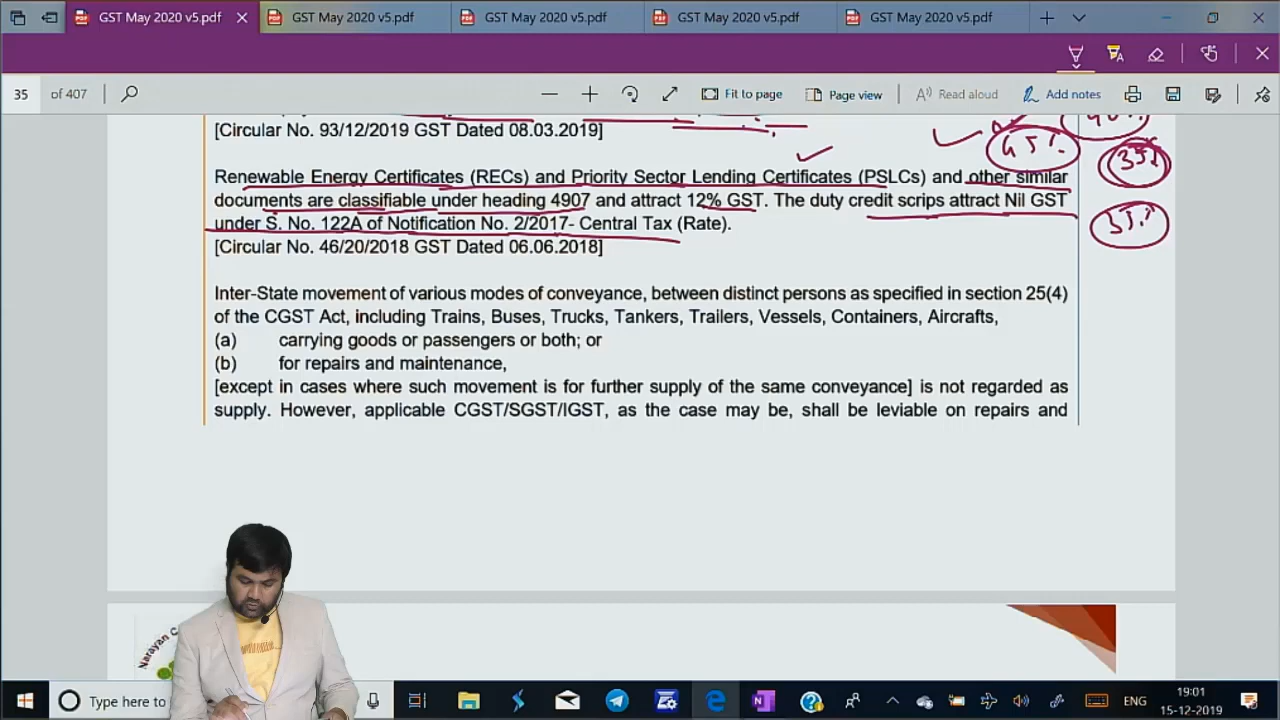 GST May 2020 v5.pdf GST May 2020 v5.pdf GST May 2020 v5.pdf GST May 2020 v5.pdf GST May 2020 v5.pdf
35 of 407 Fit to page Page view Read aloud Add notes
[Circular No. 93/12/2019 GST Dated 08.03.2019]
45%
35%
Renewable Energy Certificates (RECs) and Priority Sector Lending Certificates (PSLCs) and other similar
documents are classifiable under heading 4907 and attract 12% GST. The duty credit scrips attract Nil GST
under S. No. 122A of Notification No. 2/2017- Central Tax (Rate).
35%
[Circular No. 46/20/2018 GST Dated 06.06.2018]
Inter-State movement of various modes of conveyance, between distinct persons as specified in section 25(4)
of the CGST Act, including Trains, Buses, Trucks, Tankers, Trailers, Vessels, Containers, Aircrafts,
(a) carrying goods or passengers or both; or
(b) for repairs and maintenance,
[except in cases where such movement is for further supply of the same conveyance] is not regarded as
supply. However, applicable CGST/SGST/IGST, as the case may be, shall be leviable on repairs and
Narayan
Type here to ENG 19:01
15-12-2019